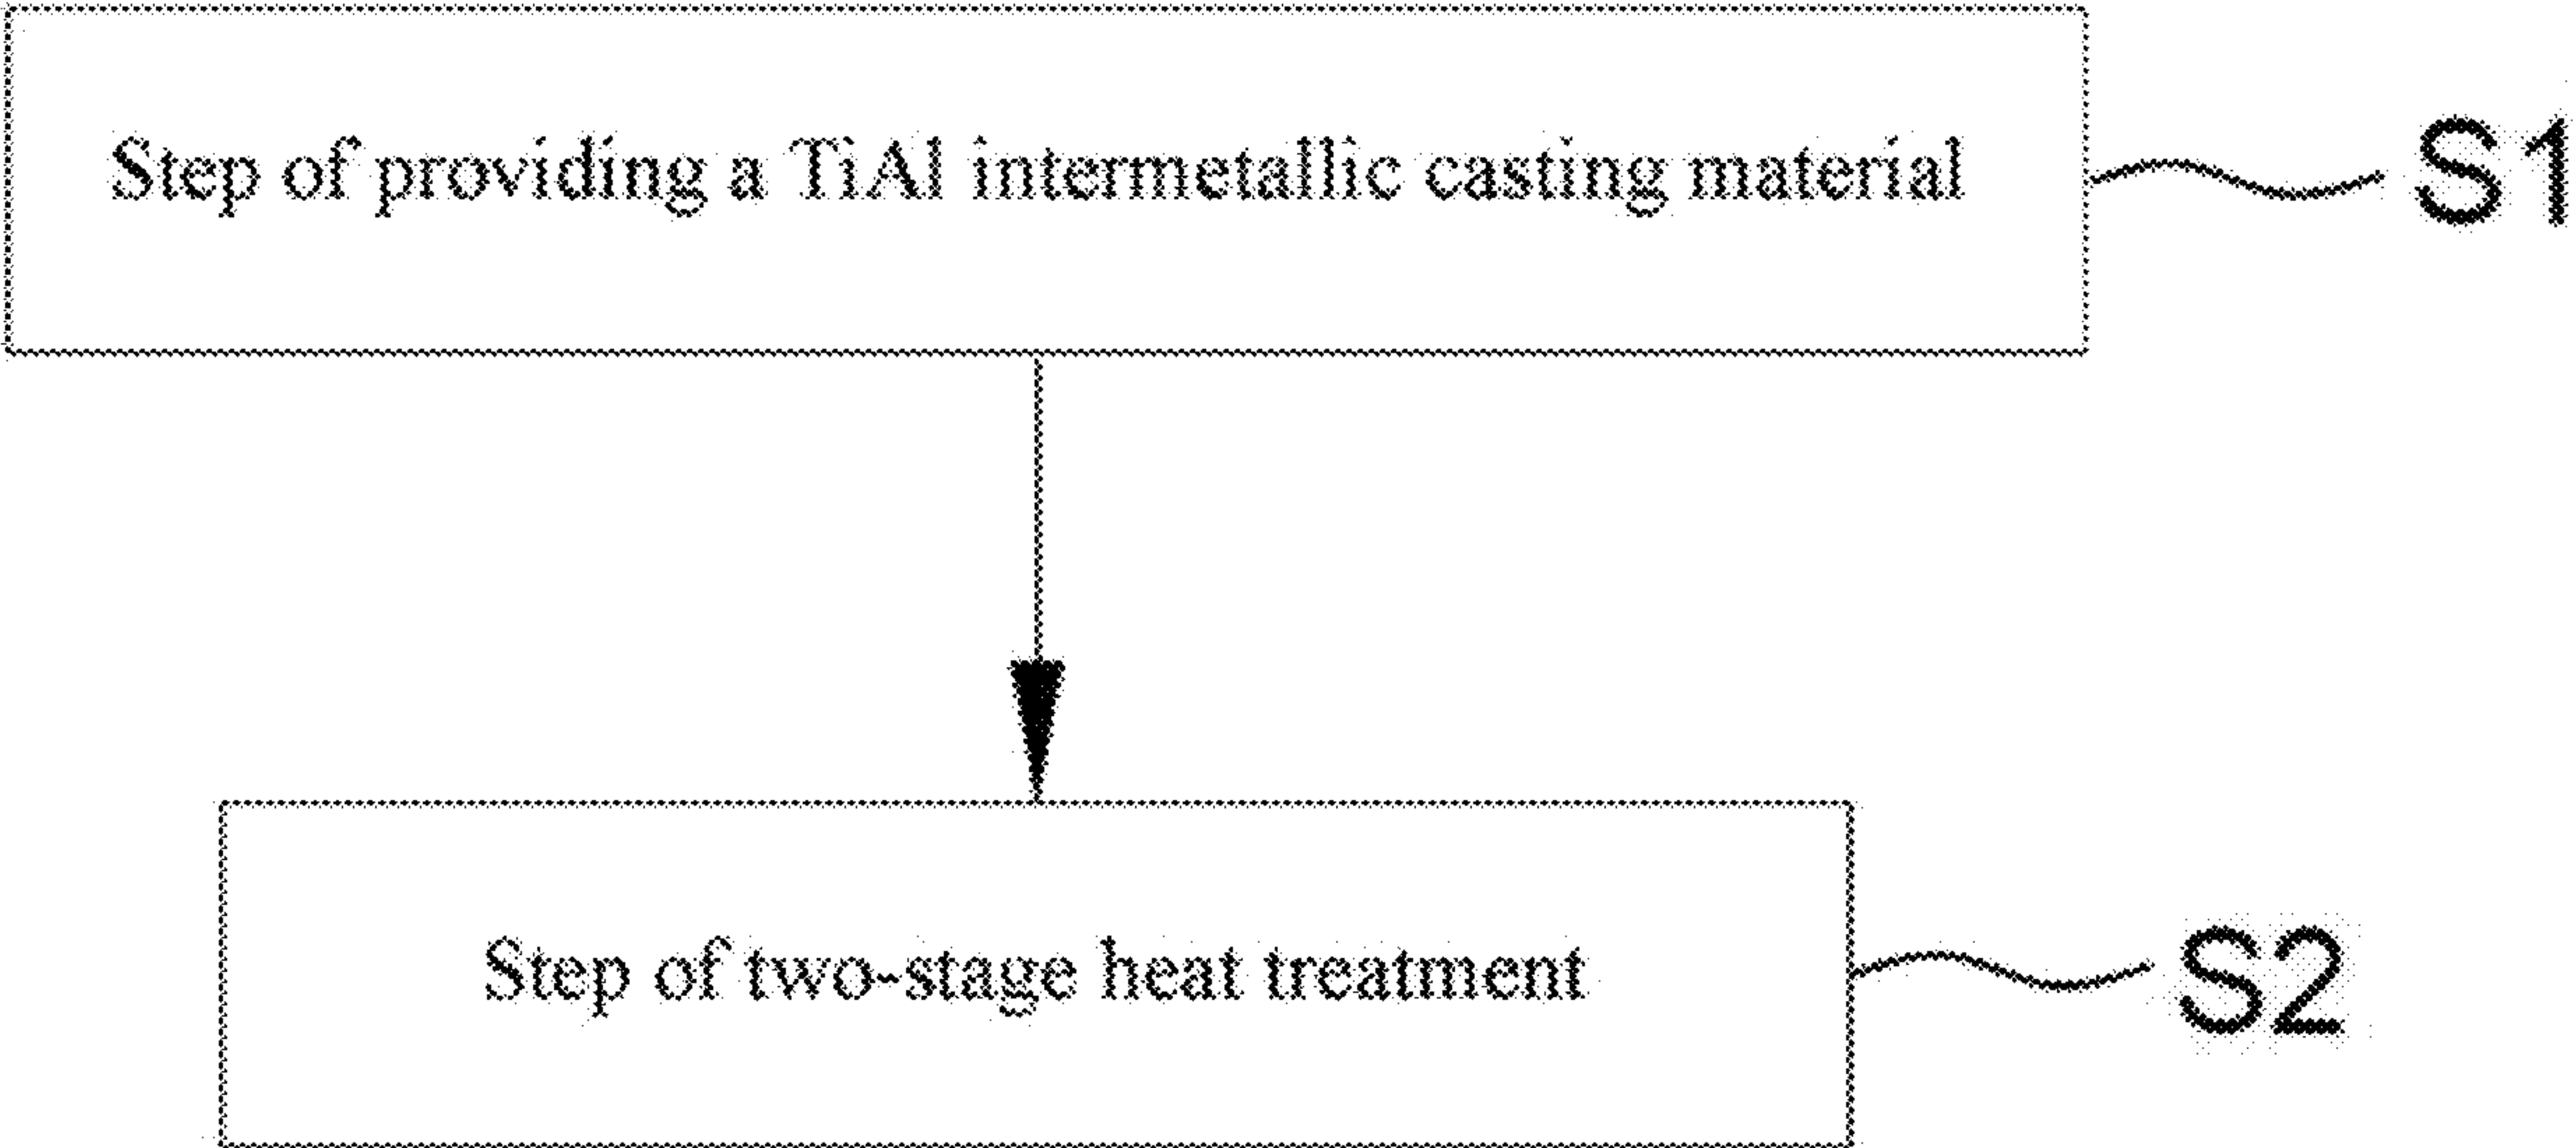 Step of providing a TiAl intermetallic casting material
S1
Step of two-stage heat treatment
S2